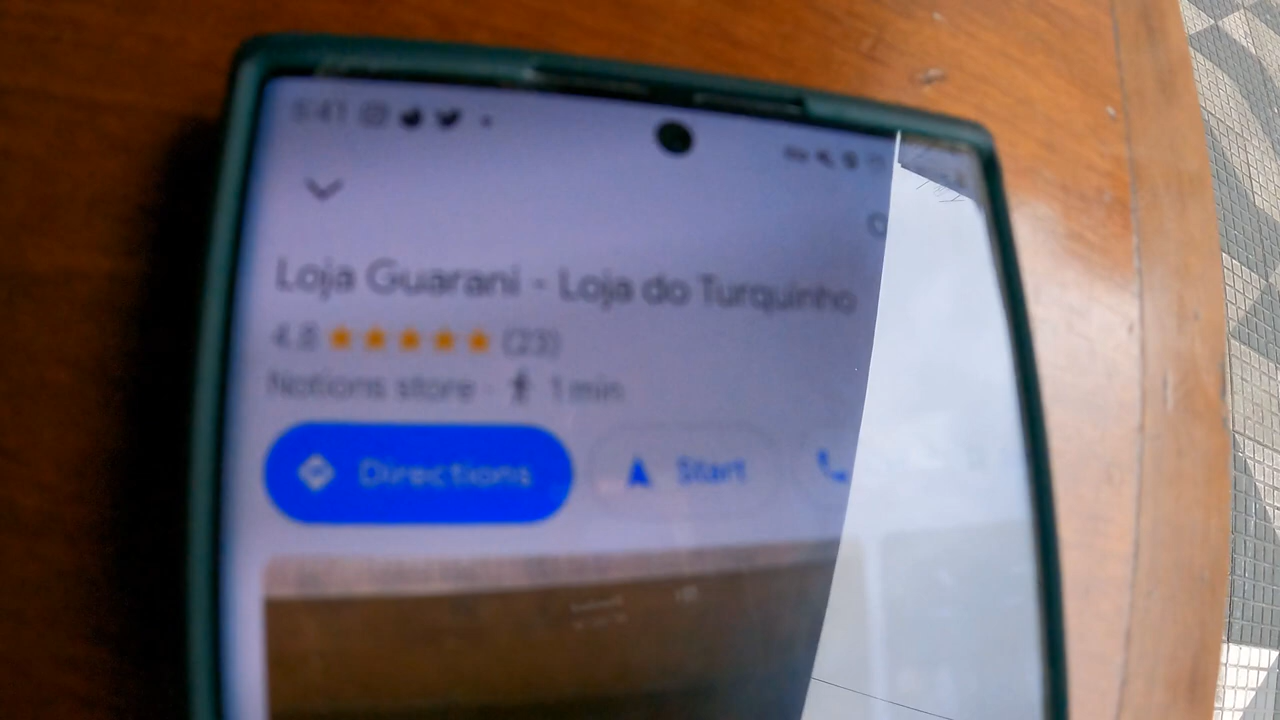 Loja Guarani - Loja do Turquinho
4.8 (23)
Notions store · 1 min
Directions Start